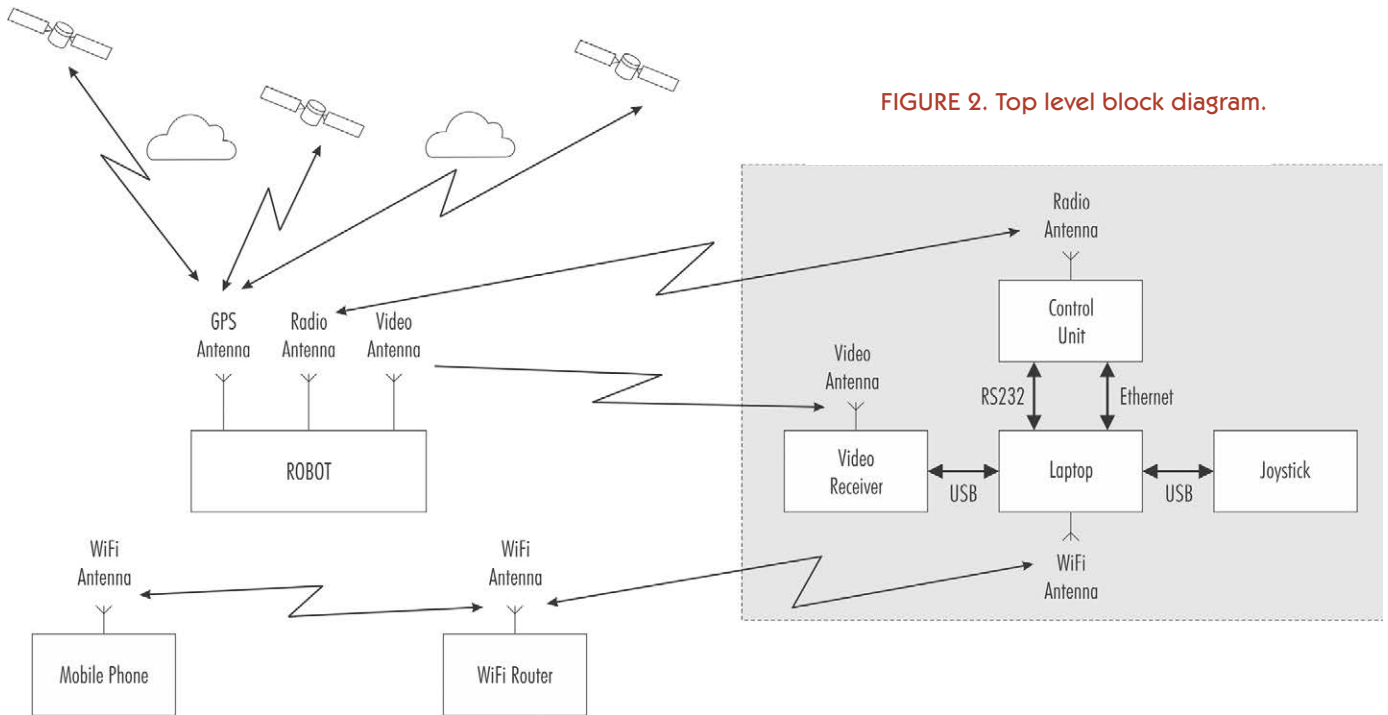 FIGURE 2. Top level block diagram.
GPS
Antenna
Radio
Antenna
Video
Antenna
ROBOT
Radio
Antenna
Control
Unit
RS232
Ethernet
Video
Antenna
Video
Receiver
USB
Laptop
USB
Joystick
WiFi
Antenna
WiFi
Antenna
Mobile Phone
WiFi
Antenna
WiFi Router